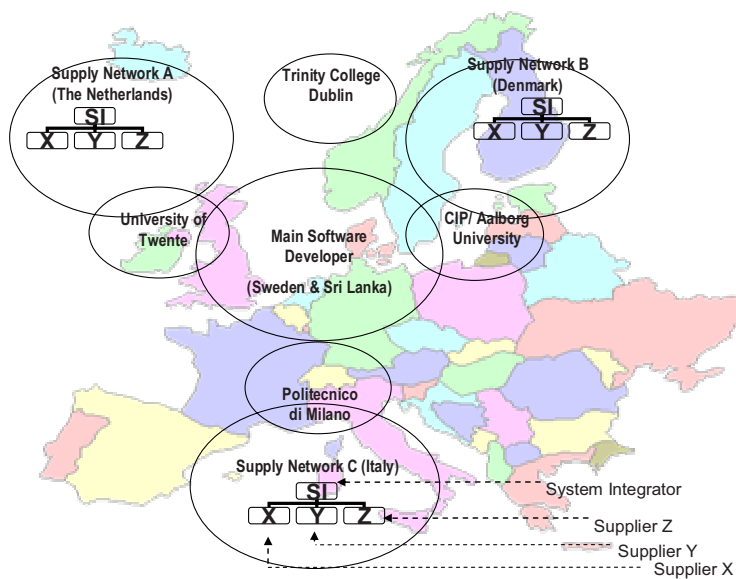 Supply Network A
(The Netherlands)
SI
X Y Z
Trinity College
Dublin
Supply Network B
(Denmark)
SI
X Y Z
University of
Twente
Main Software
Developer
(Sweden & Sri Lanka)
CIP/ Aalborg
University
Politecnico
di Milano
Supply Network C (Italy)
SI
X Y Z
System Integrator
Supplier Z
Supplier Y
Supplier X